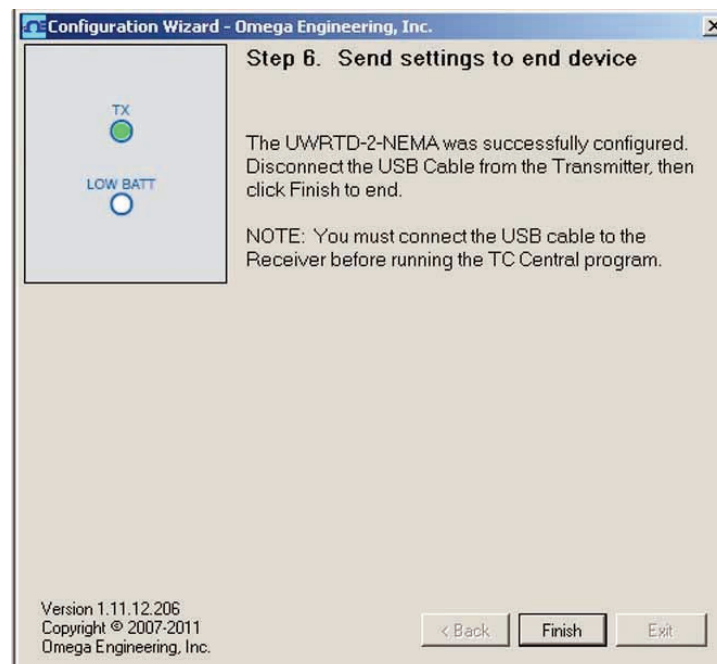 Configuration Wizard - Omega Engineering, Inc.
Step 6. Send settings to end device
TX
LOW BATT
The UWRTD-2-NEMA was successfully configured.
Disconnect the USB Cable from the Transmitter, then
click Finish to end.
NOTE: You must connect the USB cable to the
Receiver before running the TC Central program.
Version 1.11.12.206
Copyright © 2007-2011
Omega Engineering, Inc.
< Back
Finish
Exit